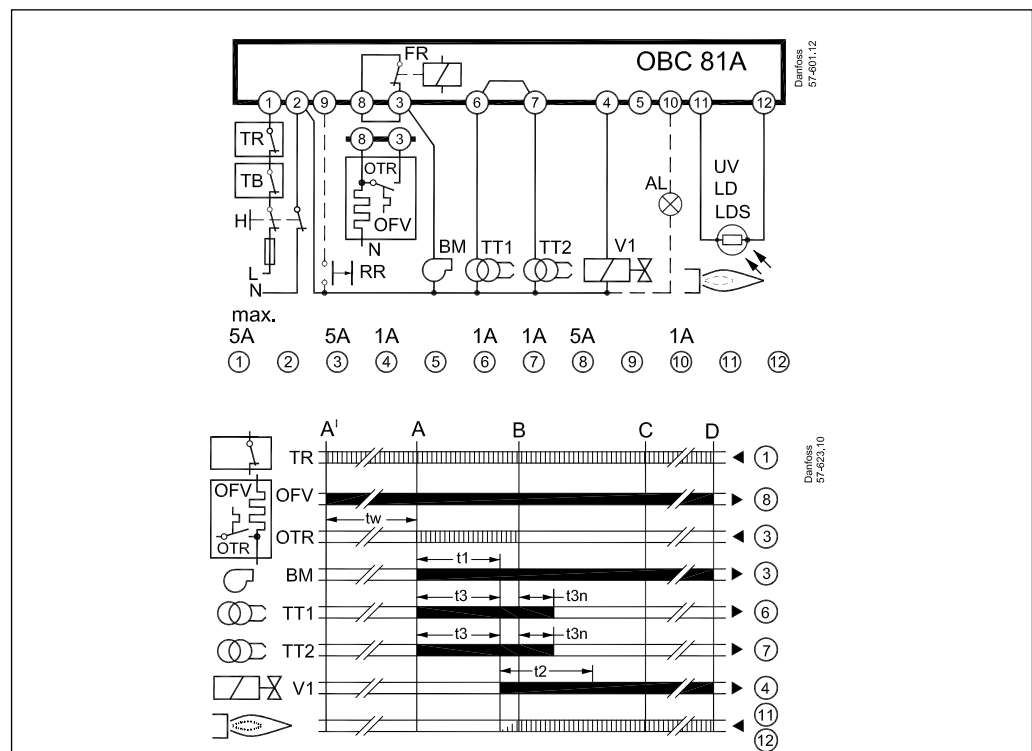 FR
OBC 81A
Danfoss
57-601.12
1 2 9 8 3 6 7 4 5 10 11 12
TR
8 3
TB
OTR
OFV
H
N
RR
BM
TT1
TT2
V1
AL
UV
LD
LDS
L
N
max.
5A 5A 1A 1A 1A 5A 1A
1 2 3 4 5 6 7 8 9 10 11 12
A' A B C D
Danfoss
57-623,10
TR 1
OFV OFV 8
tw
OTR OTR 3
t1
BM 3
t3 t3n
TT1 6
t3 t3n
TT2 7
t2
V1 4
11
12